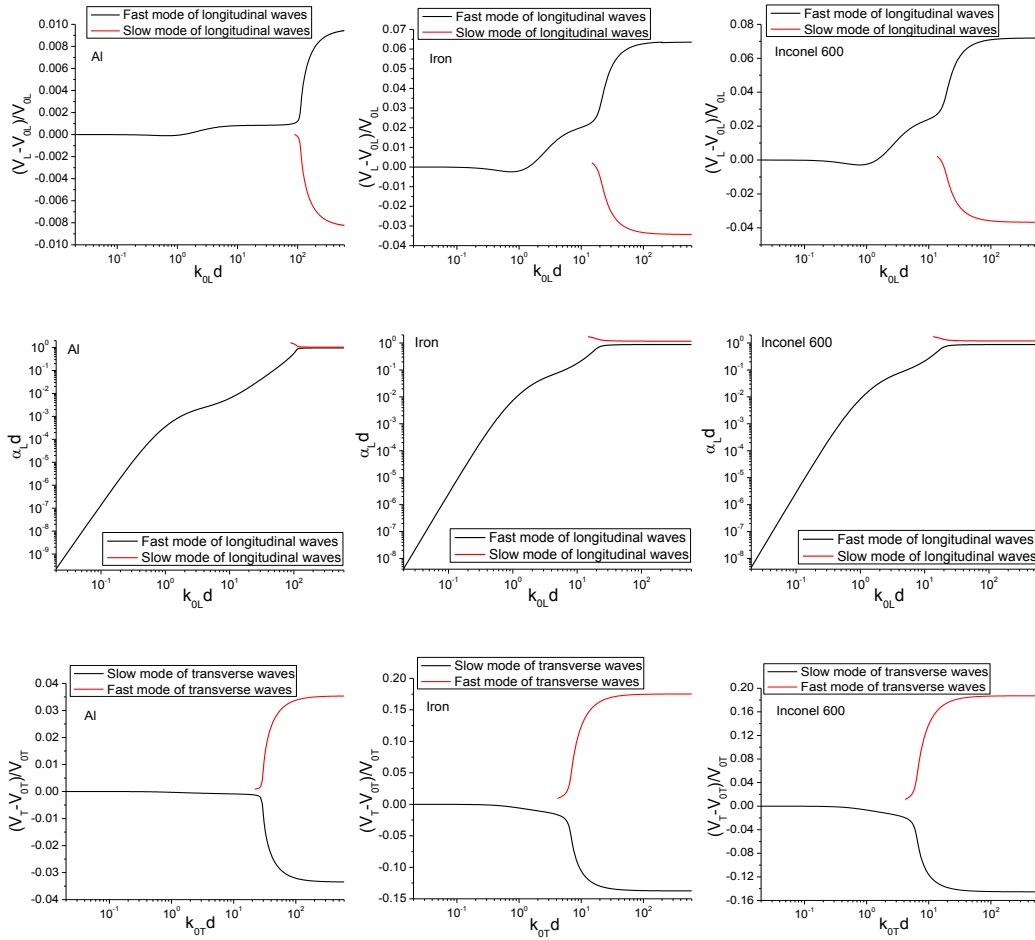 Fast mode of longitudinal waves
Slow mode of longitudinal waves
Al
0.010
0.008
0.006
0.004
0.002
0.000
-0.002
-0.004
-0.006
-0.008
-0.010
(V_L-V_0L)/V_0L
10^-1 10^0 10^1 10^2
k_0L d
Fast mode of longitudinal waves
Slow mode of longitudinal waves
Iron
0.07
0.06
0.05
0.04
0.03
0.02
0.01
0.00
-0.01
-0.02
-0.03
-0.04
(V_L-V_0L)/V_0L
10^-1 10^0 10^1 10^2
k_0L d
Fast mode of longitudinal waves
Slow mode of longitudinal waves
Inconel 600
0.08
0.06
0.04
0.02
0.00
-0.02
-0.04
(V_L-V_0L)/V_0L
10^-1 10^0 10^1 10^2
k_0L d
Al
10^0
10^-1
10^-2
10^-3
10^-4
10^-5
10^-6
10^-7
10^-8
10^-9
α_L d
Fast mode of longitudinal waves
Slow mode of longitudinal waves
10^-1 10^0 10^1 10^2
k_0L d
Iron
10^0
10^-1
10^-2
10^-3
10^-4
10^-5
10^-6
10^-7
10^-8
α_L d
Fast mode of longitudinal waves
Slow mode of longitudinal waves
10^-1 10^0 10^1 10^2
k_0L d
Inconel 600
10^0
10^-1
10^-2
10^-3
10^-4
10^-5
10^-6
10^-7
10^-8
α_L d
Fast mode of longitudinal waves
Slow mode of longitudinal waves
10^-1 10^0 10^1 10^2
k_0L d
Slow mode of transverse waves
Fast mode of transverse waves
Al
0.04
0.03
0.02
0.01
0.00
-0.01
-0.02
-0.03
-0.04
(V_T-V_0T)/V_0T
10^-1 10^0 10^1 10^2
k_0T d
Slow mode of transverse waves
Fast mode of transverse waves
Iron
0.20
0.15
0.10
0.05
0.00
-0.05
-0.10
-0.15
(V_T-V_0T)/V_0T
10^-1 10^0 10^1 10^2
k_0T d
Slow mode of transverse waves
Fast mode of transverse waves
Inconel 600
0.20
0.16
0.12
0.08
0.04
0.00
-0.04
-0.08
-0.12
-0.16
(V_T-V_0T)/V_0T
10^-1 10^0 10^1 10^2
k_0T d